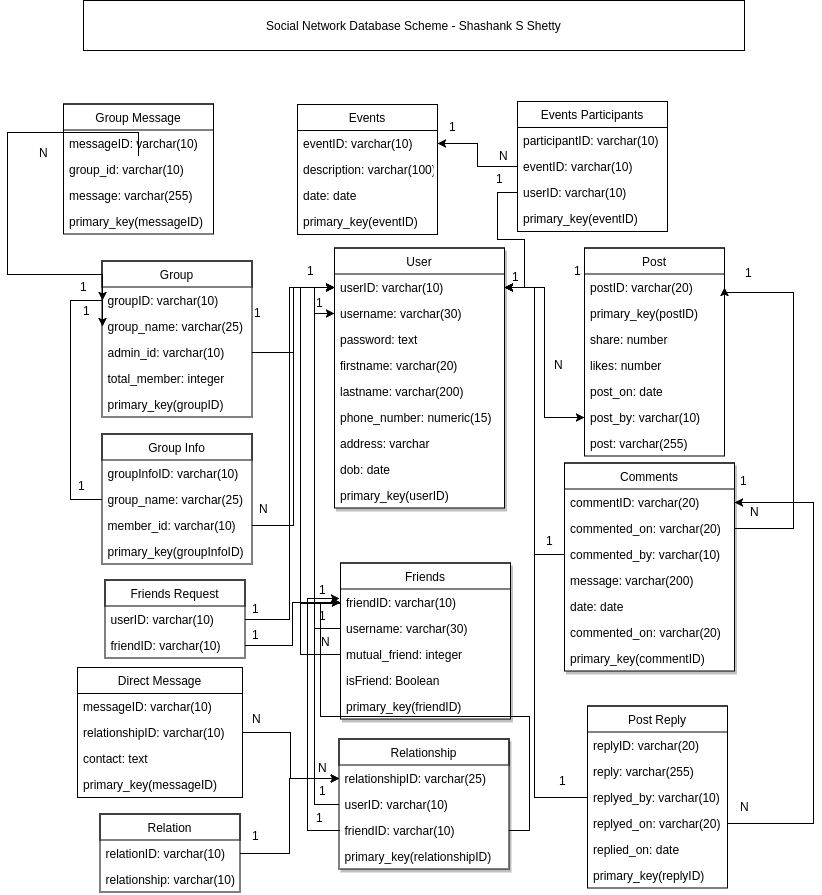 Social Network Database Scheme - Shashank S Shetty
Group Message
messageID: varchar(10)
group_id: varchar(10)
message: varchar(255)
primary_key(messageID)
Events
eventID: varchar(10)
description: varchar(100)
date: date
primary_key(eventID)
Events Participants
participantID: varchar(10)
eventID: varchar(10)
userID: varchar(10)
primary_key(eventID)
N
1
N
1
Group
groupID: varchar(10)
group_name: varchar(25)
admin_id: varchar(10)
total_member: integer
primary_key(groupID)
1
1
1
1
1
User
userID: varchar(10)
username: varchar(30)
password: text
firstname: varchar(20)
lastname: varchar(200)
phone_number: numeric(15)
address: varchar
dob: date
primary_key(userID)
1
1
N
Post
postID: varchar(20)
primary_key(postID)
share: number
likes: number
post_on: date
post_by: varchar(10)
post: varchar(255)
1
Group Info
groupInfoID: varchar(10)
group_name: varchar(25)
member_id: varchar(10)
primary_key(groupInfoID)
1
N
Comments
commentID: varchar(20)
commented_on: varchar(20)
commented_by: varchar(10)
message: varchar(200)
date: date
commented_on: varchar(20)
primary_key(commentID)
1
N
1
Friends Request
userID: varchar(10)
friendID: varchar(10)
1
1
Friends
friendID: varchar(10)
username: varchar(30)
mutual_friend: integer
isFriend: Boolean
primary_key(friendID)
1
1
N
Direct Message
messageID: varchar(10)
relationshipID: varchar(10)
contact: text
primary_key(messageID)
N
Relationship
relationshipID: varchar(25)
userID: varchar(10)
friendID: varchar(10)
primary_key(relationshipID)
N
1
1
Post Reply
replyID: varchar(20)
reply: varchar(255)
replyed_by: varchar(10)
replyed_on: varchar(20)
replied_on: date
primary_key(replyID)
1
N
Relation
relationID: varchar(10)
relationship: varchar(10)
1